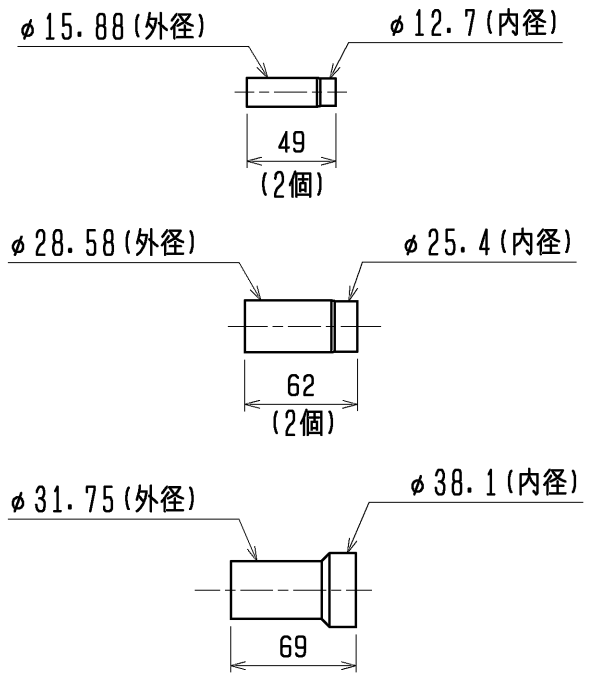 φ15.88(外径) φ12.7(内径)
49
(2個)
φ28.58(外径) φ25.4(内径)
62
(2個)
φ31.75(外径) φ38.1(内径)
69